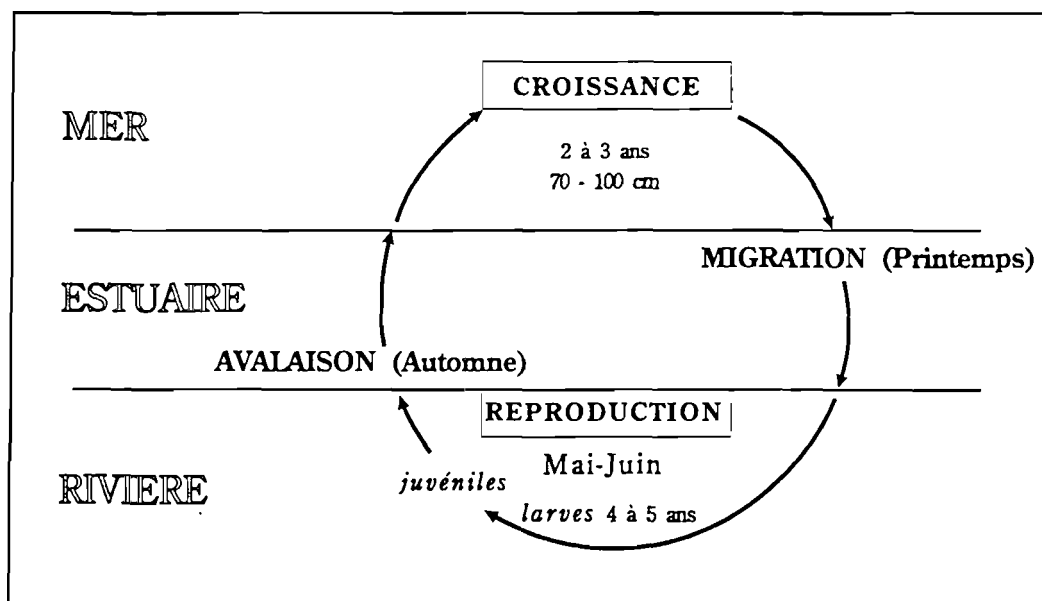 CROISSANCE
MER
2 à 3 ans
70 - 100 cm
MIGRATION (Printemps)
ESTUAIRE
AVALAISON (Automne)
REPRODUCTION
Mai-Juin
juvéniles
RIVIERE
larves 4 à 5 ans